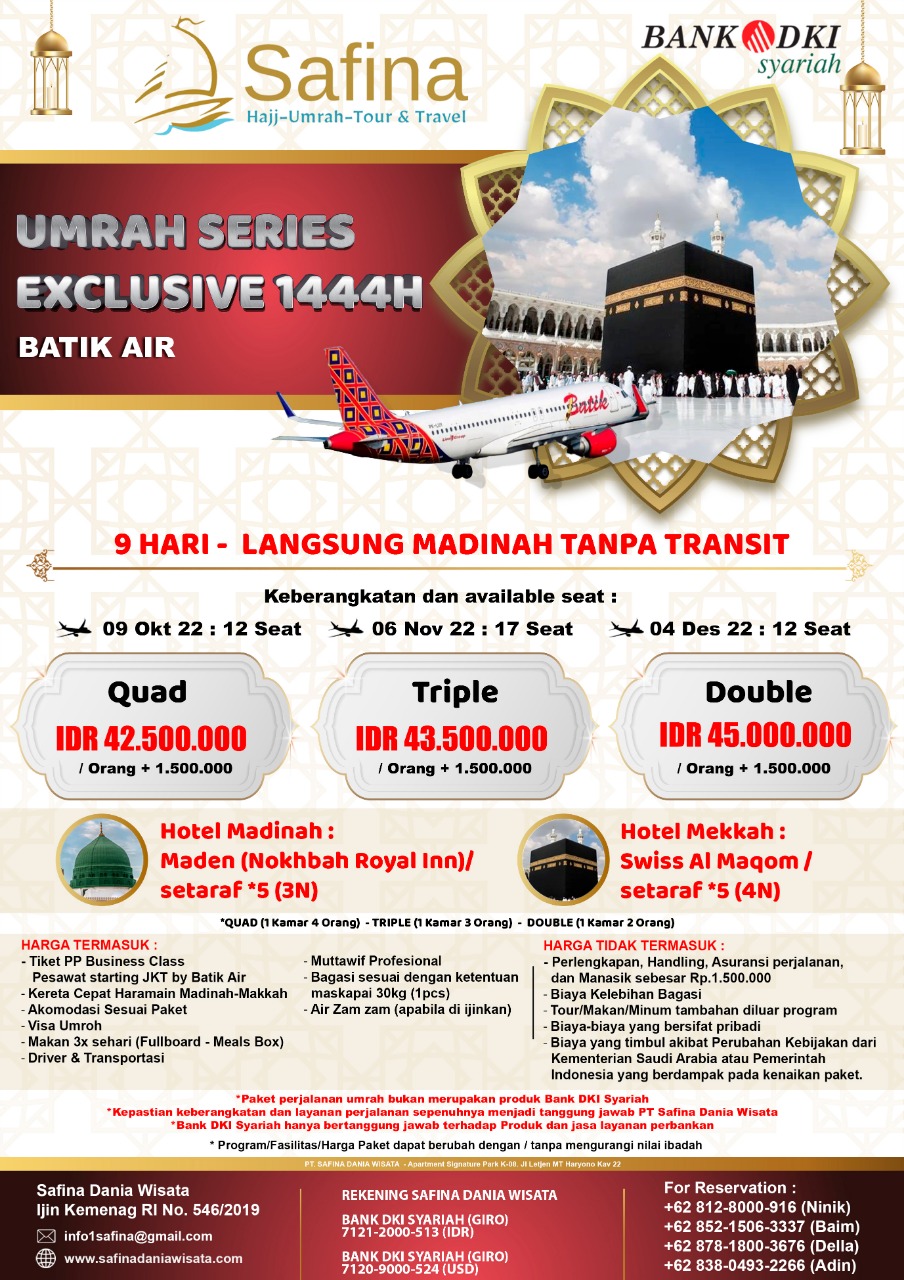 Safina
Hajj-Umrah-Tour & Travel
BANK DKI
syariah
UMRAH SERIES
EXCLUSIVE 1444H
BATIK AIR
Batik
9 HARI - LANGSUNG MADINAH TANPA TRANSIT
Keberangkatan dan available seat :
09 Okt 22 : 12 Seat
06 Nov 22 : 17 Seat
04 Des 22 : 12 Seat
Quad
IDR 42.500.000
/ Orang + 1.500.000
Triple
IDR 43.500.000
/ Orang + 1.500.000
Double
IDR 45.000.000
/ Orang + 1.500.000
Hotel Madinah :
Maden (Nokhbah Royal Inn)/
setaraf *5 (3N)
Hotel Mekkah :
Swiss Al Maqom /
setaraf *5 (4N)
*QUAD (1 Kamar 4 Orang) - TRIPLE (1 Kamar 3 Orang) - DOUBLE (1 Kamar 2 Orang)
HARGA TERMASUK :
- Tiket PP Business Class
Pesawat starting JKT by Batik Air
- Kereta Cepat Haramain Madinah-Makkah
- Akomodasi Sesuai Paket
- Visa Umroh
- Makan 3x sehari (Fullboard - Meals Box)
- Driver & Transportasi
- Muttawif Profesional
- Bagasi sesuai dengan ketentuan
maskapai 30kg (1pcs)
- Air Zam zam (apabila di ijinkan)
HARGA TIDAK TERMASUK :
- Perlengkapan, Handling, Asuransi perjalanan,
dan Manasik sebesar Rp.1.500.000
- Biaya Kelebihan Bagasi
- Tour/Makan/Minum tambahan diluar program
- Biaya-biaya yang bersifat pribadi
- Biaya yang timbul akibat Perubahan Kebijakan dari
Kementerian Saudi Arabia atau Pemerintah
Indonesia yang berdampak pada kenaikan paket.
*Paket perjalanan umrah bukan merupakan produk Bank DKI Syariah
*Kepastian keberangkatan dan layanan perjalanan sepenuhnya menjadi tanggung jawab PT Safina Dania Wisata
*Bank DKI Syariah hanya bertanggung jawab terhadap Produk dan jasa layanan perbankan
* Program/Fasilitas/Harga Paket dapat berubah dengan / tanpa mengurangi nilai ibadah
PT. SAFINA DANIA WISATA - Apartment Signature Park K-08. Jl Letjen MT Haryono Kav 22
Safina Dania Wisata
Ijin Kemenag RI No. 546/2019
info1safina@gmail.com
www.safinadaniawisata.com
REKENING SAFINA DANIA WISATA
BANK DKI SYARIAH (GIRO)
7121-2000-513 (IDR)
BANK DKI SYARIAH (GIRO)
7120-9000-524 (USD)
For Reservation :
+62 812-8000-916 (Ninik)
+62 852-1506-3337 (Baim)
+62 878-1800-3676 (Della)
+62 838-0493-2266 (Adin)